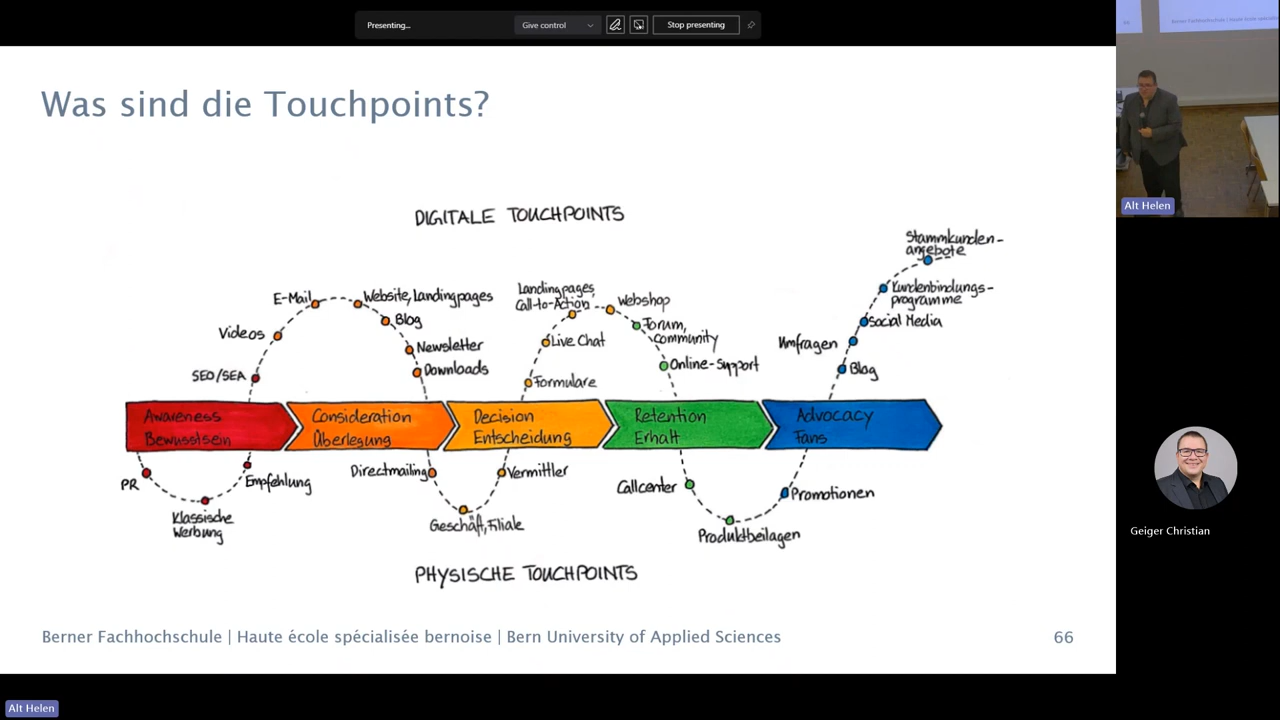 Presenting...
Give control
Stop presenting
Was sind die Touchpoints?
DIGITALE TOUCHPOINTS
E-Mail
Website, Landingpages
Videos
Blog
SEO/SEA
Newsletter
Downloads
Landingpages,
Call-to-Action
Webshop
Live Chat
Forum,
Community
Formulare
Online-Support
Stammkunden-
angebote
Kundenbindungs-
programme
Social Media
Umfragen
Blog
Awareness
Bewusstsein
Consideration
Überlegung
Decision
Entscheidung
Retention
Erhalt
Advocacy
Fans
PR
Klassische
Werbung
Empfehlung
Directmailing
Geschäft, Filiale
Vermittler
Callcenter
Produktbeilagen
Promotionen
PHYSISCHE TOUCHPOINTS
Berner Fachhochschule | Haute école spécialisée bernoise | Bern University of Applied Sciences
66
Alt Helen
Geiger Christian
Alt Helen